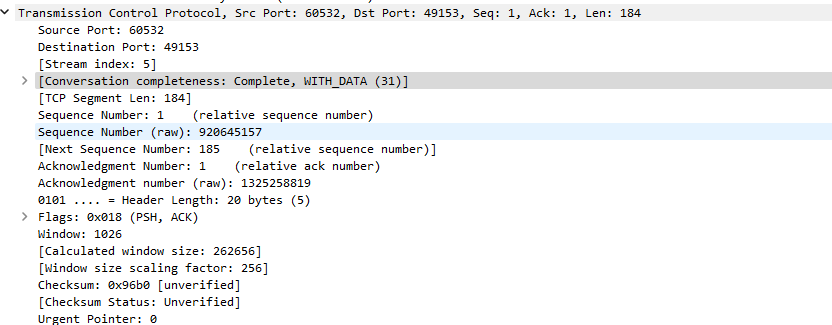 Transmission Control Protocol, Src Port: 60532, Dst Port: 49153, Seq: 1, Ack: 1, Len: 184
Source Port: 60532
Destination Port: 49153
[Stream index: 5]
[Conversation completeness: Complete, WITH_DATA (31)]
[TCP Segment Len: 184]
Sequence Number: 1    (relative sequence number)
Sequence Number (raw): 920645157
[Next Sequence Number: 185    (relative sequence number)]
Acknowledgment Number: 1    (relative ack number)
Acknowledgment number (raw): 1325258819
0101 .... = Header Length: 20 bytes (5)
Flags: 0x018 (PSH, ACK)
Window: 1026
[Calculated window size: 262656]
[Window size scaling factor: 256]
Checksum: 0x96b0 [unverified]
[Checksum Status: Unverified]
Urgent Pointer: 0